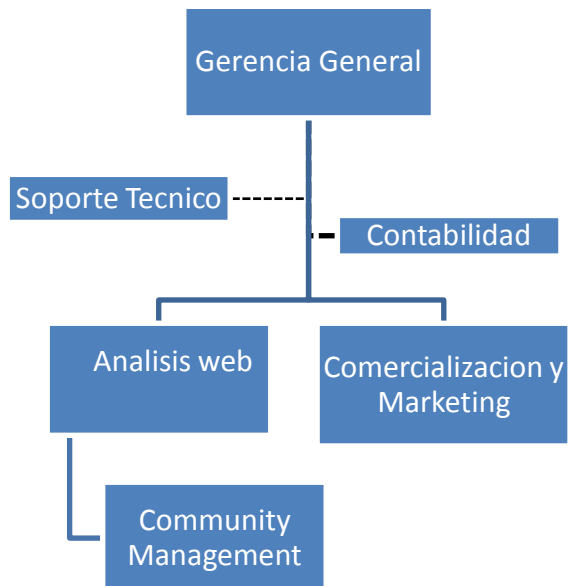 Gerencia General
Soporte Tecnico
Contabilidad
Analisis web
Comercializacion y
Marketing
Community
Management